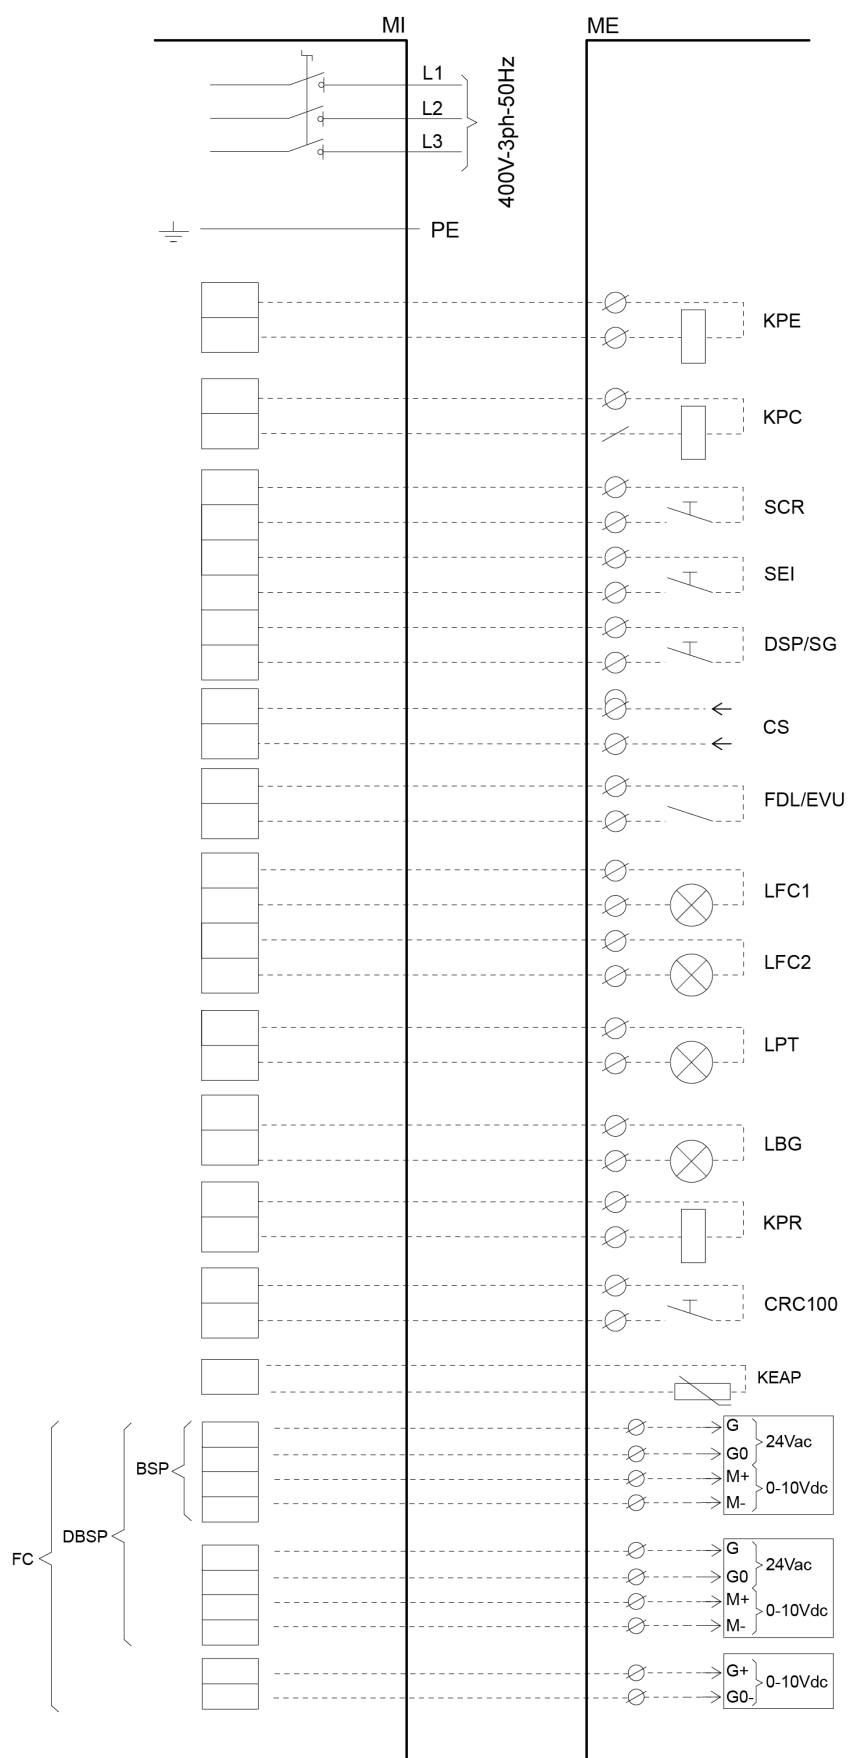 MI
ME
L1
L2
L3
400V-3ph-50Hz
PE
KPE
KPC
SCR
SEI
DSP/SG
CS
FDL/EVU
LFC1
LFC2
LPT
LBG
KPR
CRC100
KEAP
FC
DBSP
BSP
G
G0
24Vac
M+
M-
0-10Vdc
G
G0
24Vac
M+
M-
0-10Vdc
G+
G0-
0-10Vdc